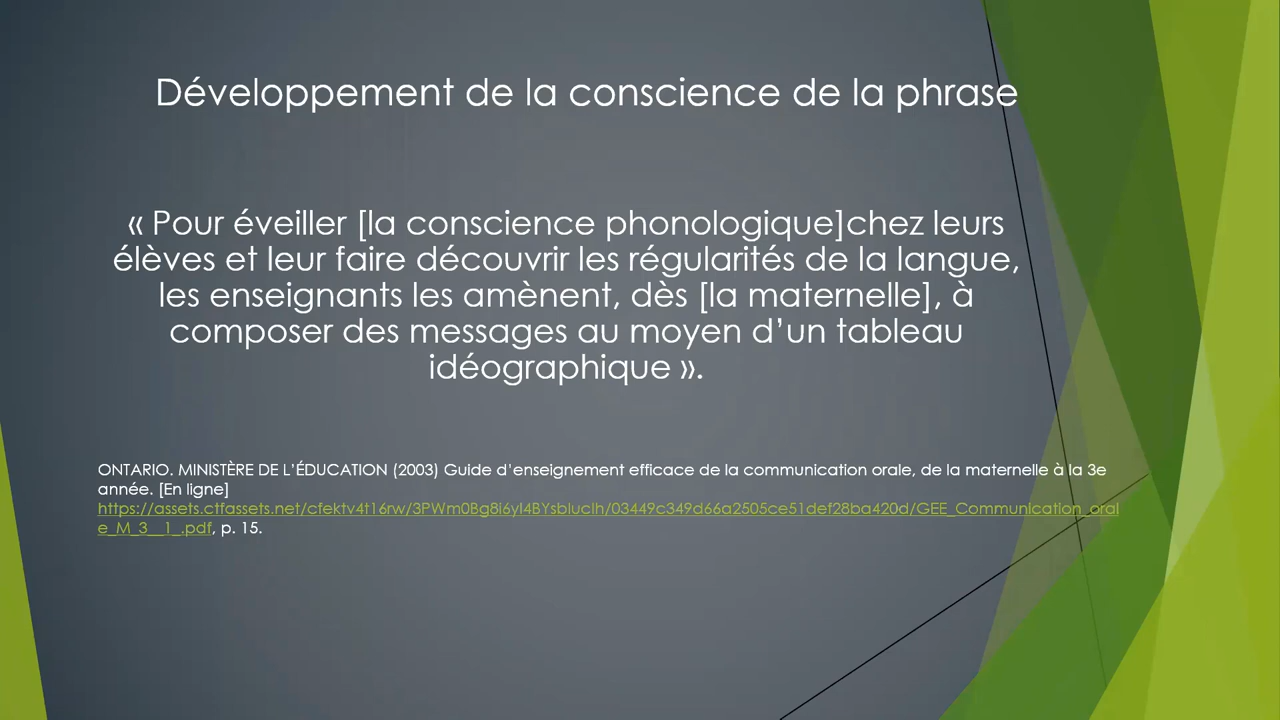 Développement de la conscience de la phrase
« Pour éveiller [la conscience phonologique]chez leurs
élèves et leur faire découvrir les régularités de la langue,
les enseignants les amènent, dès [la maternelle], à
composer des messages au moyen d’un tableau
idéographique ».
ONTARIO. MINISTÈRE DE L’ÉDUCATION (2003) Guide d’enseignement efficace de la communication orale, de la maternelle à la 3e
année. [En ligne]
https://assets.ctfassets.net/cfektv4t16rw/3PWm0Bg8i6yI4BYsbIucIh/03449c349d66a2505ce51def28ba420d/GEE_Communication_oral
e_M_3__1_.pdf, p. 15.